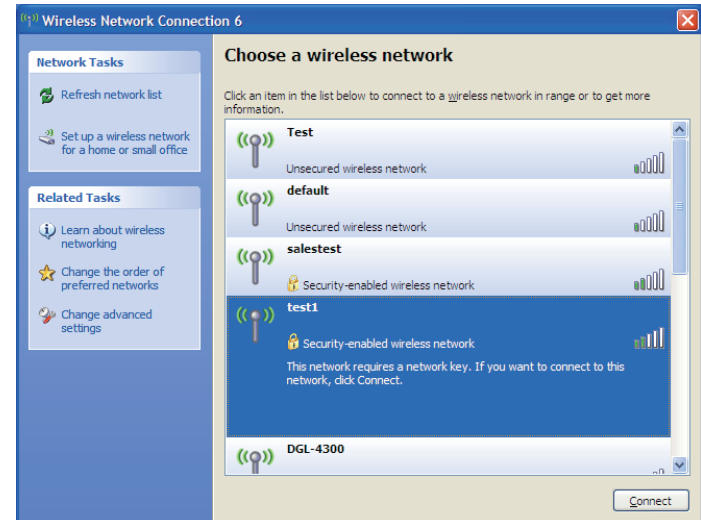 Wireless Network Connection 6
Network Tasks
Refresh network list
Set up a wireless network
for a home or small office
Related Tasks
Learn about wireless
networking
Change the order of
preferred networks
Change advanced
settings
Choose a wireless network
Click an item in the list below to connect to a wireless network in range or to get more
information.
Test
Unsecured wireless network
default
Unsecured wireless network
salestest
Security-enabled wireless network
test1
Security-enabled wireless network
This network requires a network key. If you want to connect to this
network, click Connect.
DGL-4300
Connect